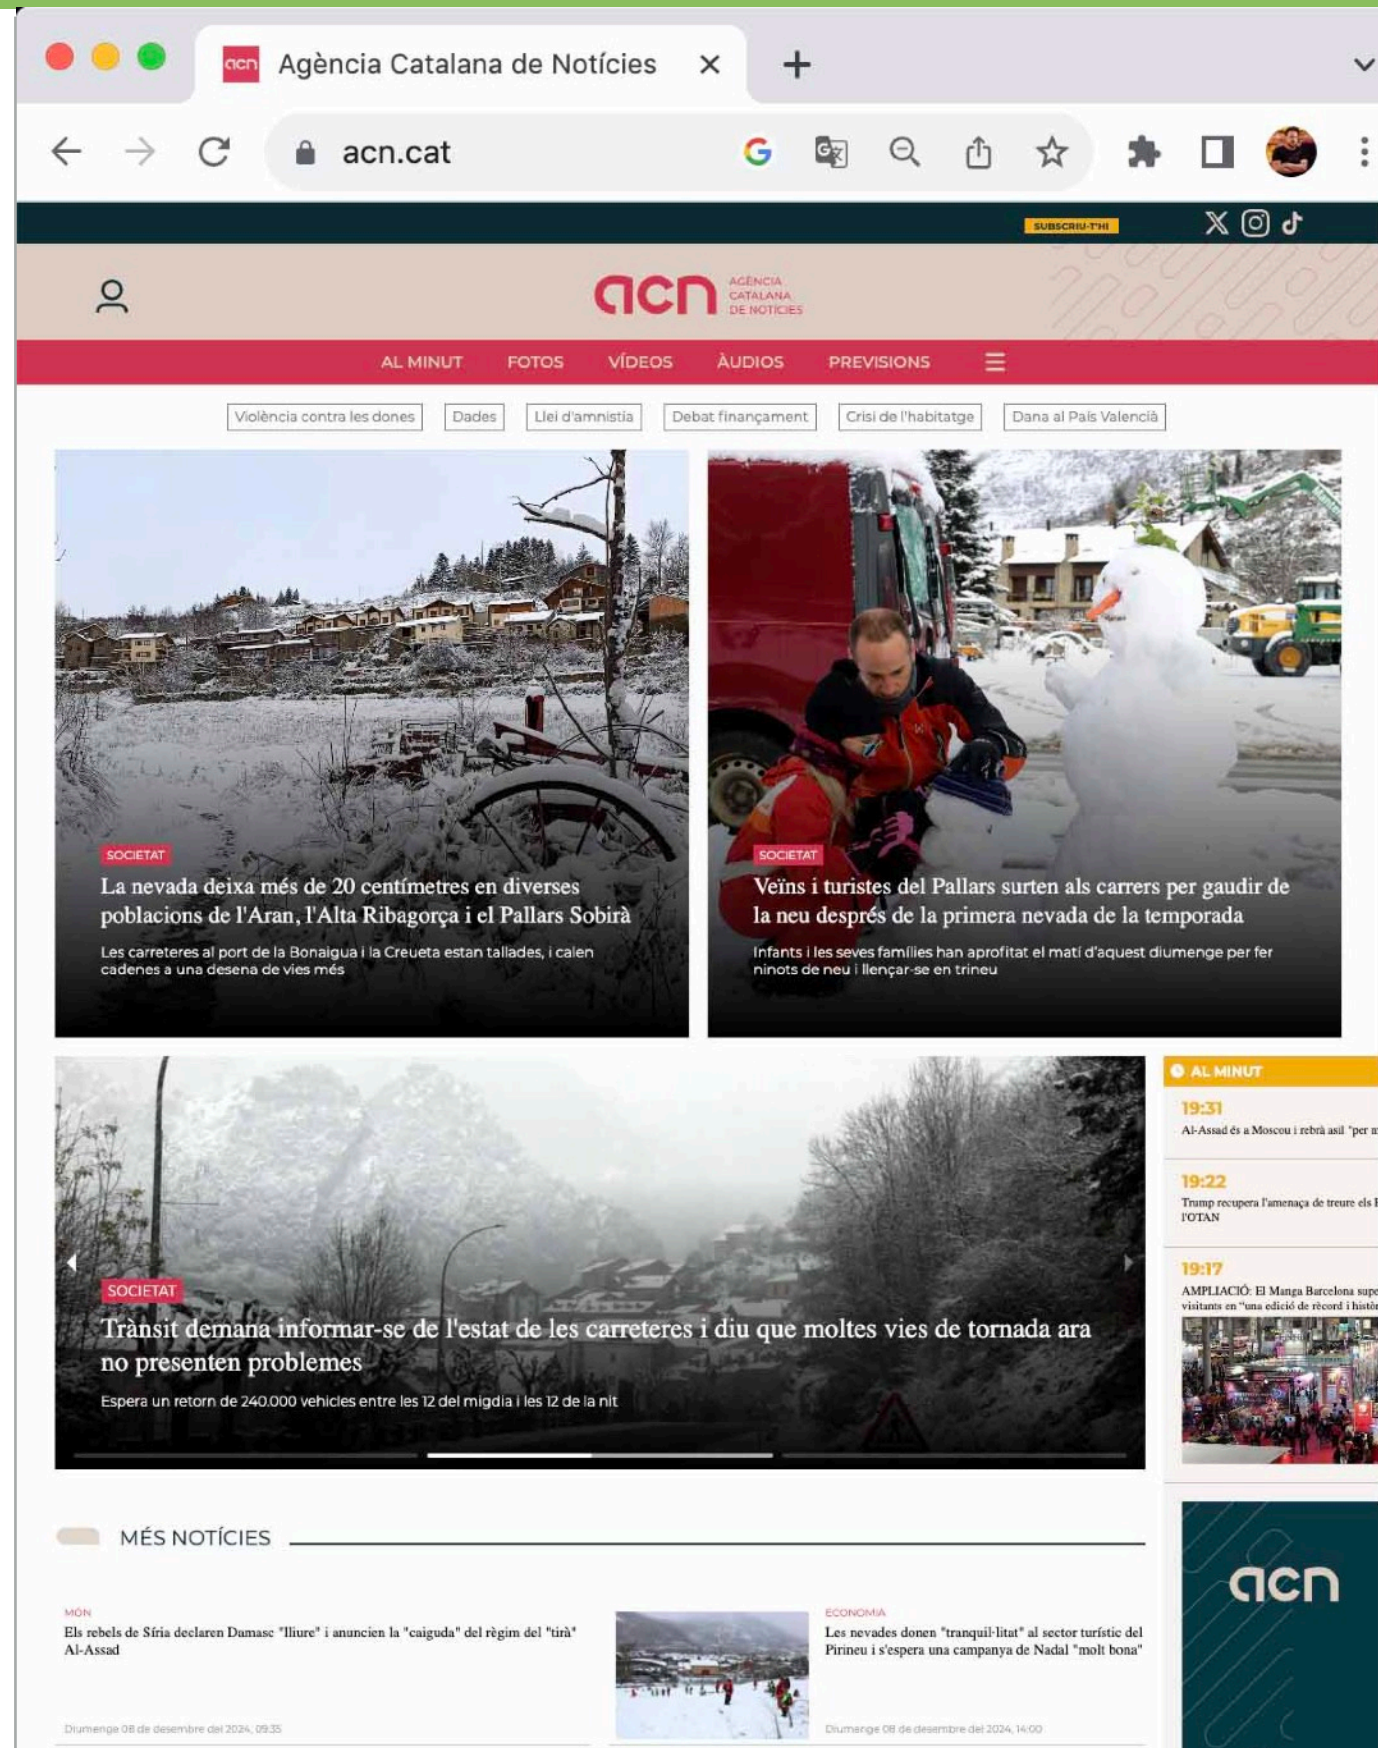 acn Agència Catalana de Notícies
acn.cat
SUBSCRIU-T'HI
acn
AGÈNCIA
CATALANA
DE NOTÍCIES
AL MINUT FOTOS VÍDEOS ÀUDIOS PREVISIONS
Violència contra les dones Dades Llei d'amnistia Debat finançament Crisi de l'habitatge Dana al País Valencià
SOCIETAT
La nevada deixa més de 20 centímetres en diverses
poblacions de l'Aran, l'Alta Ribagorça i el Pallars Sobirà
Les carreteres al port de la Bonaigua i la Creueta estan tallades, i calen
cadenes a una desena de vies més
SOCIETAT
Veïns i turistes del Pallars surten als carrers per gaudir de
la neu després de la primera nevada de la temporada
Infants i les seves famílies han aprofitat el matí d'aquest diumenge per fer
ninots de neu i llençar-se en trineu
SOCIETAT
Trànsit demana informar-se de l'estat de les carreteres i diu que moltes vies de tornada ara
no presenten problemes
Espera un retorn de 240.000 vehicles entre les 12 del migdia i les 12 de la nit
AL MINUT
19:31
Al-Assad és a Moscou i rebrà asil "per
19:22
Trump recupera l'amenaça de treure els
l'OTAN
19:17
AMPLIACIÓ: El Manga Barcelona
visitants en "una edició de rècord i
acn
MÉS NOTÍCIES
MÓN
Els rebels de Síria declaren Damasc "lliure" i anuncien la "caiguda" del règim del "tirà"
Al-Assad
Diumenge 08 de desembre del 2024, 09:35
ECONOMIA
Les nevades donen "tranquil·litat" al sector turístic del
Pirineu i s'espera una campanya de Nadal "molt bona"
Diumenge 08 de desembre del 2024, 14:00